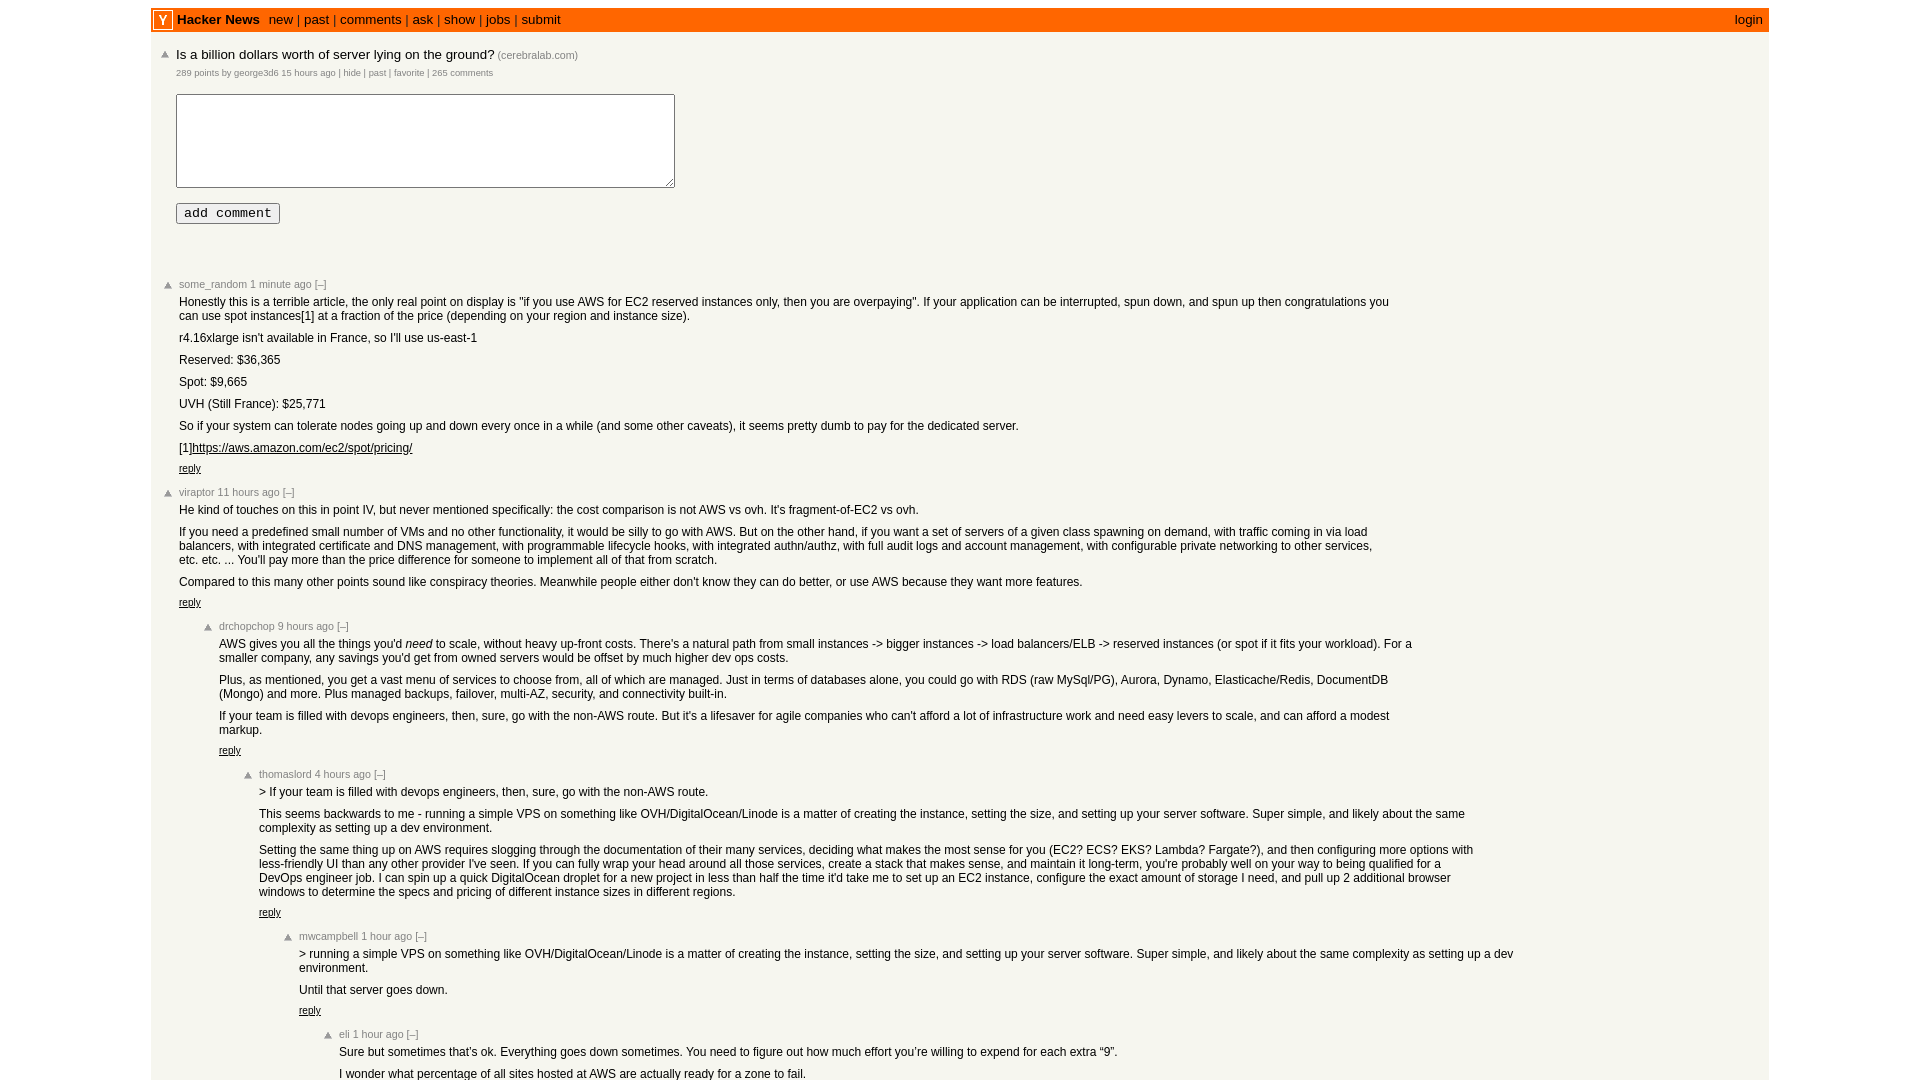 Y Hacker News new | past | comments | ask | show | jobs | submit login
Is a billion dollars worth of server lying on the ground? (cerebralab.com)
289 points by george3d6 15 hours ago | hide | past | favorite | 265 comments
add comment
some_random 1 minute ago [–]
Honestly this is a terrible article, the only real point on display is "if you use AWS for EC2 reserved instances only, then you are overpaying". If your application can be interrupted, spun down, and spun up then congratulations you
can use spot instances[1] at a fraction of the price (depending on your region and instance size).
r4.16xlarge isn't available in France, so I'll use us-east-1
Reserved: $36,365
Spot: $9,665
UVH (Still France): $25,771
So if your system can tolerate nodes going up and down every once in a while (and some other caveats), it seems pretty dumb to pay for the dedicated server.
[1]https://aws.amazon.com/ec2/spot/pricing/
reply
viraptor 11 hours ago [–]
He kind of touches on this in point IV, but never mentioned specifically: the cost comparison is not AWS vs ovh. It's fragment-of-EC2 vs ovh.
If you need a predefined small number of VMs and no other functionality, it would be silly to go with AWS. But on the other hand, if you want a set of servers of a given class spawning on demand, with traffic coming in via load
balancers, with integrated certificate and DNS management, with programmable lifecycle hooks, with integrated authn/authz, with full audit logs and account management, with configurable private networking to other services,
etc. etc. ... You'll pay more than the price difference for someone to implement all of that from scratch.
Compared to this many other points sound like conspiracy theories. Meanwhile people either don't know they can do better, or use AWS because they want more features.
reply
drchopchop 9 hours ago [–]
AWS gives you all the things you'd need to scale, without heavy up-front costs. There's a natural path from small instances -> bigger instances -> load balancers/ELB -> reserved instances (or spot if it fits your workload). For a
smaller company, any savings you'd get from owned servers would be offset by much higher dev ops costs.
Plus, as mentioned, you get a vast menu of services to choose from, all of which are managed. Just in terms of databases alone, you could go with RDS (raw MySql/PG), Aurora, Dynamo, Elasticache/Redis, DocumentDB
(Mongo) and more. Plus managed backups, failover, multi-AZ, security, and connectivity built-in.
If your team is filled with devops engineers, then, sure, go with the non-AWS route. But it's a lifesaver for agile companies who can't afford a lot of infrastructure work and need easy levers to scale, and can afford a modest
markup.
reply
thomaslord 4 hours ago [–]
> If your team is filled with devops engineers, then, sure, go with the non-AWS route.
This seems backwards to me - running a simple VPS on something like OVH/DigitalOcean/Linode is a matter of creating the instance, setting the size, and setting up your server software. Super simple, and likely about the same
complexity as setting up a dev environment.
Setting the same thing up on AWS requires slogging through the documentation of their many services, deciding what makes the most sense for you (EC2? ECS? EKS? Lambda? Fargate?), and then configuring more options with
less-friendly UI than any other provider I've seen. If you can fully wrap your head around all those services, create a stack that makes sense, and maintain it long-term, you're probably well on your way to being qualified for a
DevOps engineer job. I can spin up a quick DigitalOcean droplet for a new project in less than half the time it'd take me to set up an EC2 instance, configure the exact amount of storage I need, and pull up 2 additional browser
windows to determine the specs and pricing of different instance sizes in different regions.
reply
mwcampbell 1 hour ago [–]
> running a simple VPS on something like OVH/DigitalOcean/Linode is a matter of creating the instance, setting the size, and setting up your server software. Super simple, and likely about the same complexity as setting up a dev
environment.
Until that server goes down.
reply
eli 1 hour ago [–]
Sure but sometimes that’s ok. Everything goes down sometimes. You need to figure out how much effort you’re willing to expend for each extra “9”.
I wonder what percentage of all sites hosted at AWS are actually ready for a zone to fail.